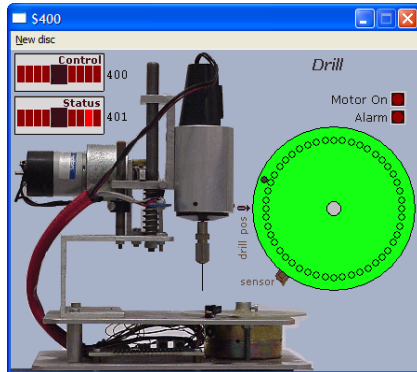 $400
New disc
Control
400
Status
401
Drill
Motor On
Alarm
drill pos
sensor